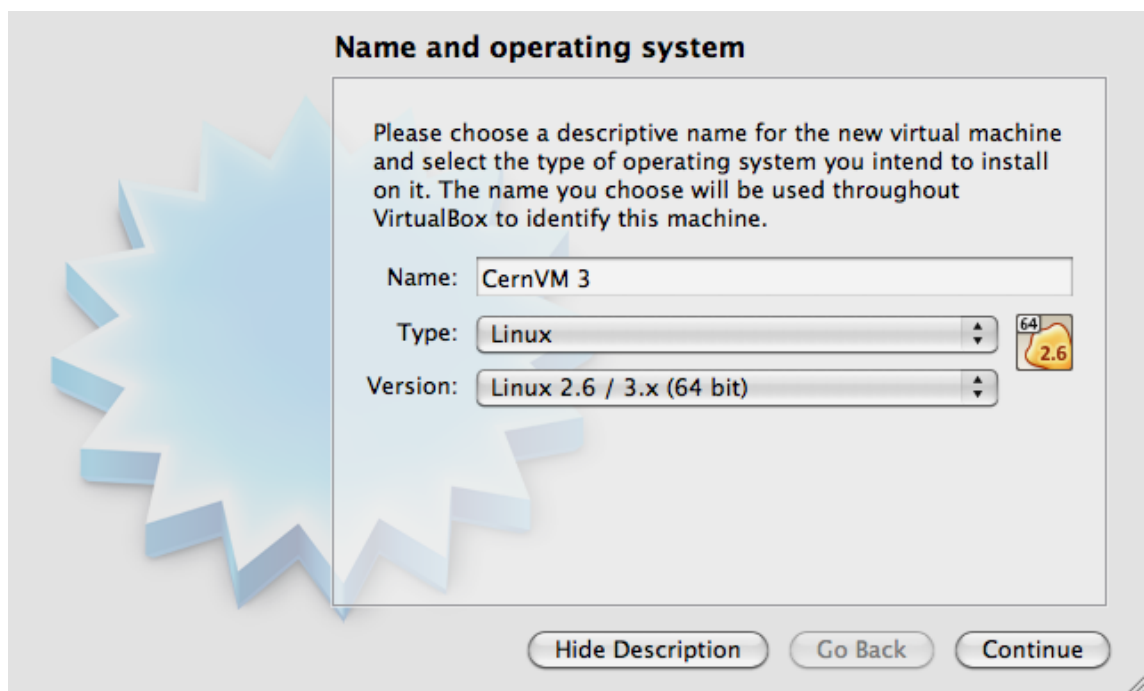 Name and operating system
Please choose a descriptive name for the new virtual machine
and select the type of operating system you intend to install
on it. The name you choose will be used throughout
VirtualBox to identify this machine.
Name: CernVM 3
Type: Linux
64
2.6
Version: Linux 2.6 / 3.x (64 bit)
Hide Description Go Back Continue